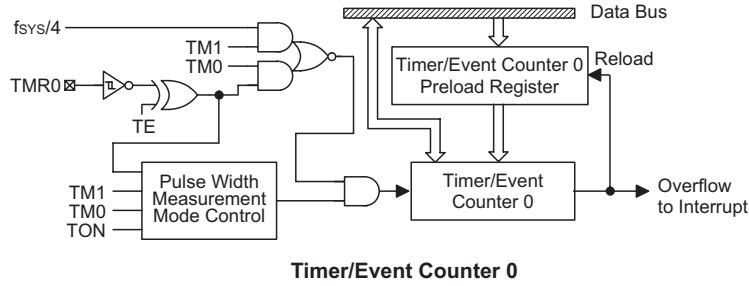 fSYS/4
Data Bus
TM1
TM0
TMR0
TE
Timer/Event Counter 0
Preload Register
Reload
TM1
TM0
TON
Pulse Width
Measurement
Mode Control
Timer/Event
Counter 0
Overflow
to Interrupt
Timer/Event Counter 0